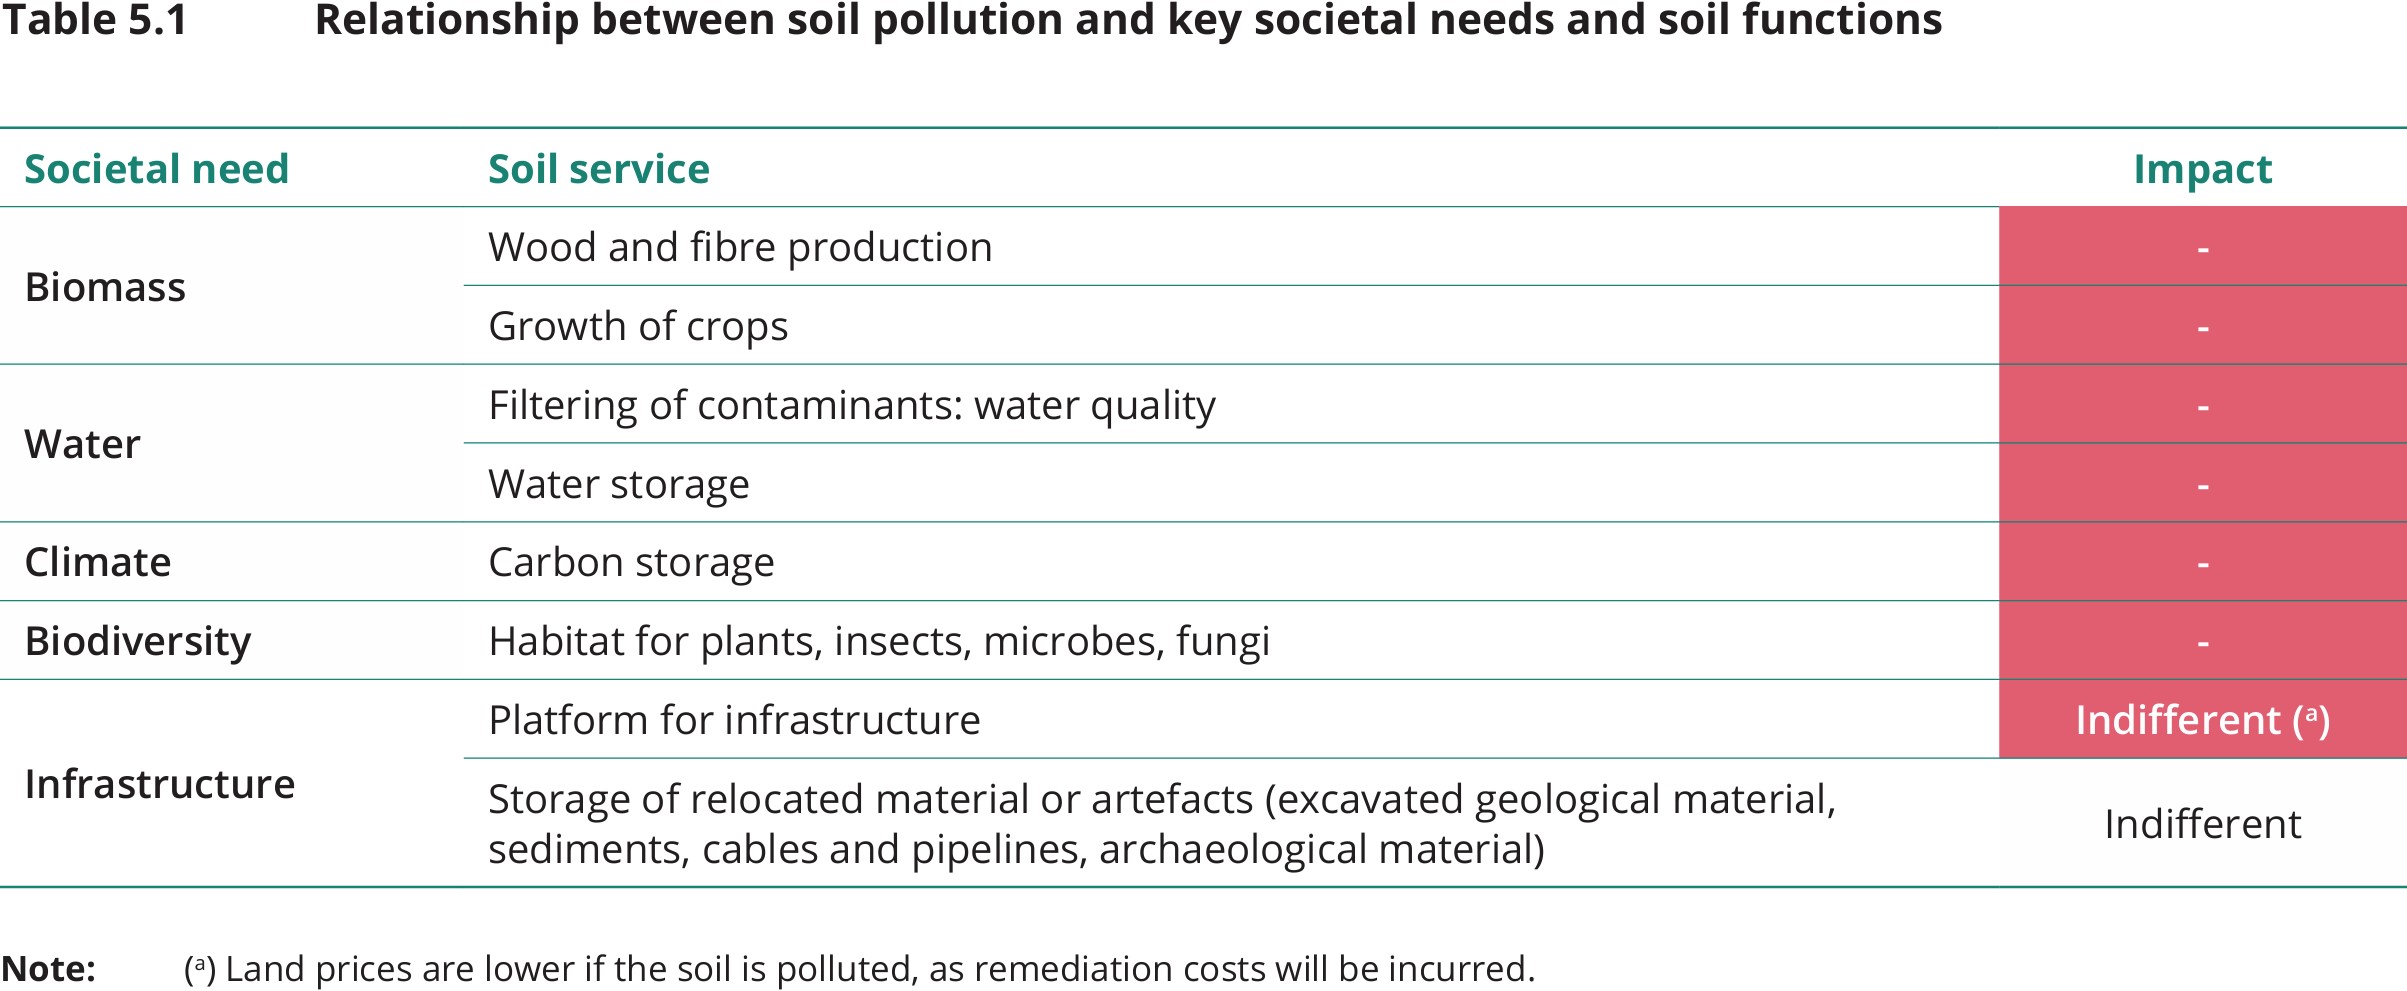 Table 5.1 Relationship between soil pollution and key societal needs and soil functions
Societal need Soil service Impact
Biomass
Wood and fibre production -
Growth of crops -
Water
Filtering of contaminants: water quality -
Water storage -
Climate Carbon storage -
Biodiversity Habitat for plants, insects, microbes, fungi -
Infrastructure
Platform for infrastructure Indifferent (ᵃ)
Storage of relocated material or artefacts (excavated geological material,
sediments, cables and pipelines, archaeological material)
Indifferent
Note: (ᵃ) Land prices are lower if the soil is polluted, as remediation costs will be incurred.